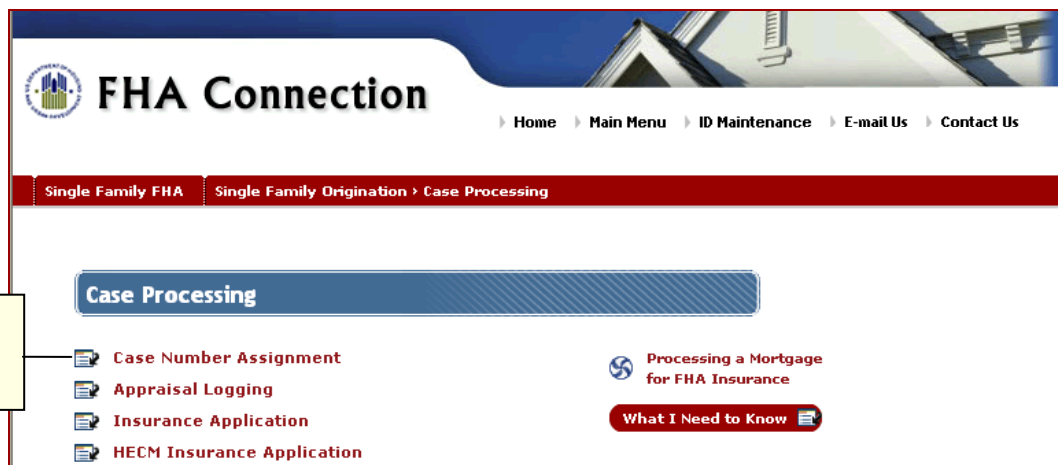 FHA Connection
Home Main Menu ID Maintenance E-mail Us Contact Us
Single Family FHA Single Family Origination › Case Processing
Case Processing
Case Number Assignment
Appraisal Logging
Insurance Application
HECM Insurance Application
Processing a Mortgage
for FHA Insurance
What I Need to Know